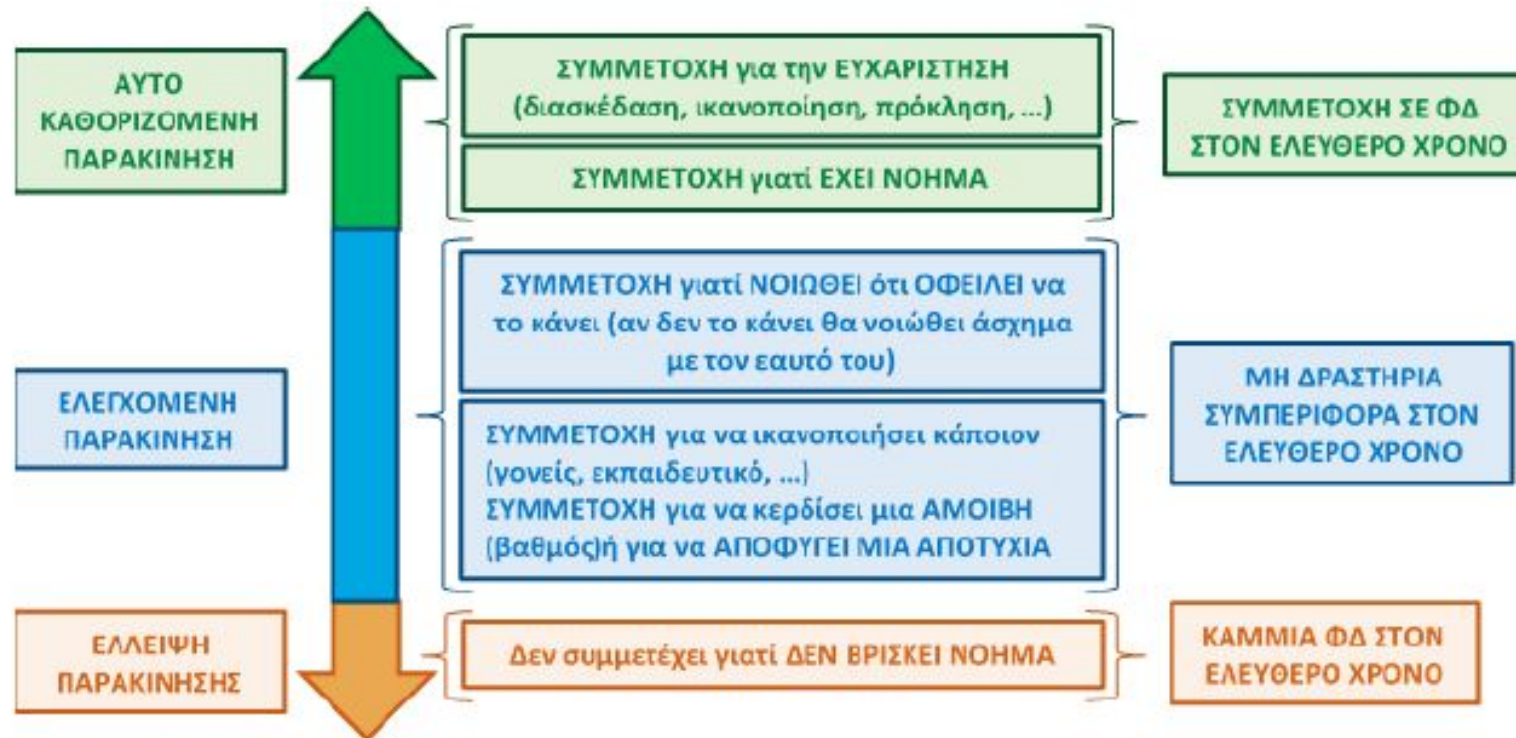 ΑΥΤΟ
ΚΑΘΟΡΙΖΟΜΕΝΗ
ΠΑΡΑΚΙΝΗΣΗ
ΣΥΜΜΕΤΟΧΗ για την ΕΥΧΑΡΙΣΤΗΣΗ
(διασκέδαση, ικανοποίηση, πρόκληση, ...)
ΣΥΜΜΕΤΟΧΗ γιατί ΕΧΕΙ ΝΟΗΜΑ
ΣΥΜΜΕΤΟΧΗ ΣΕ ΦΔ
ΣΤΟΝ ΕΛΕΥΘΕΡΟ ΧΡΟΝΟ
ΕΛΕΓΧΟΜΕΝΗ
ΠΑΡΑΚΙΝΗΣΗ
ΣΥΜΜΕΤΟΧΗ γιατί ΝΟΙΩΘΕΙ ότι ΟΦΕΙΛΕΙ να
το κάνει (αν δεν το κάνει θα νοιώθει άσχημα
με τον εαυτό του)
ΣΥΜΜΕΤΟΧΗ για να ικανοποιήσει κάποιον
(γονείς, εκπαιδευτικό, ...)
ΣΥΜΜΕΤΟΧΗ για να κερδίσει μια ΑΜΟΙΒΗ
(βαθμός)ή για να ΑΠΟΦΥΓΕΙ ΜΙΑ ΑΠΟΤΥΧΙΑ
ΜΗ ΔΡΑΣΤΗΡΙΑ
ΣΥΜΠΕΡΙΦΟΡΑ ΣΤΟΝ
ΕΛΕΥΘΕΡΟ ΧΡΟΝΟ
ΕΛΛΕΙΨΗ
ΠΑΡΑΚΙΝΗΣΗΣ
Δεν συμμετέχει γιατί ΔΕΝ ΒΡΙΣΚΕΙ ΝΟΗΜΑ
ΚΑΜΜΙΑ ΦΔ ΣΤΟΝ
ΕΛΕΥΘΕΡΟ ΧΡΟΝΟ